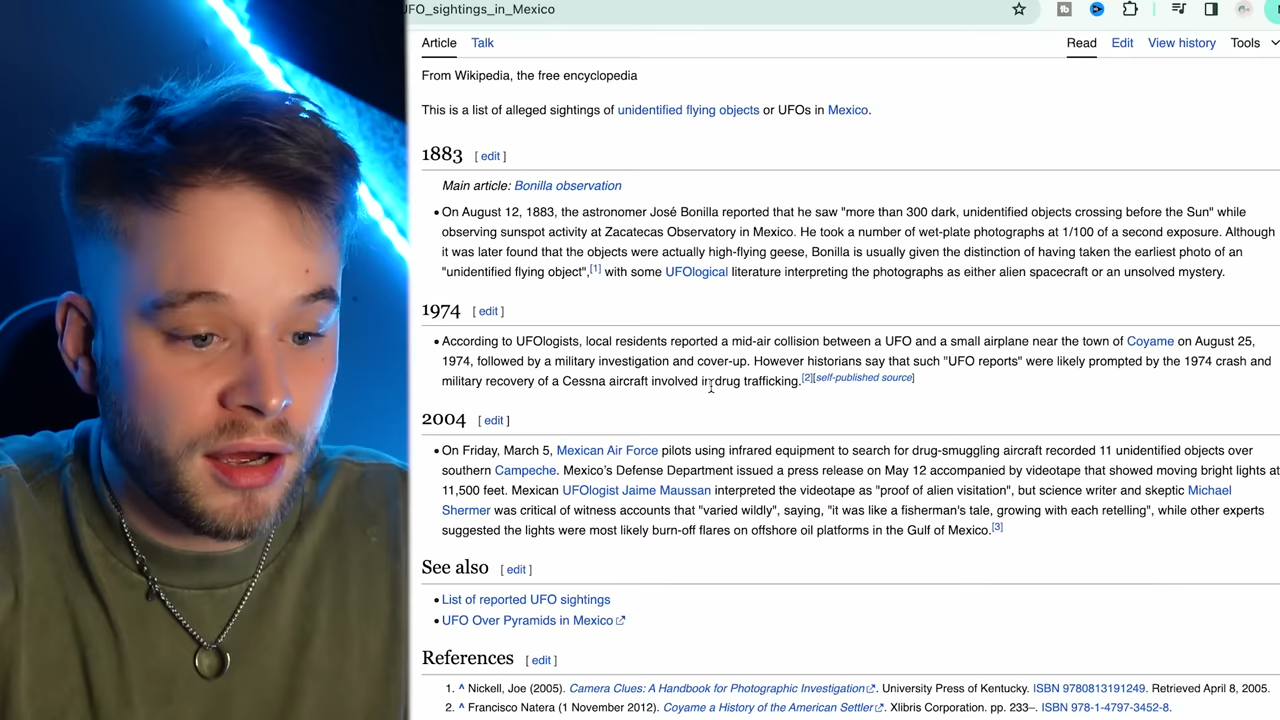 UFO_sightings_in_Mexico
Article Talk Read Edit View history Tools
From Wikipedia, the free encyclopedia
This is a list of alleged sightings of unidentified flying objects or UFOs in Mexico.
1883 [ edit ]
Main article: Bonilla observation
• On August 12, 1883, the astronomer José Bonilla reported that he saw "more than 300 dark, unidentified objects crossing before the Sun" while
observing sunspot activity at Zacatecas Observatory in Mexico. He took a number of wet-plate photographs at 1/100 of a second exposure. Although
it was later found that the objects were actually high-flying geese, Bonilla is usually given the distinction of having taken the earliest photo of an
"unidentified flying object",[1] with some UFOlogical literature interpreting the photographs as either alien spacecraft or an unsolved mystery.
1974 [ edit ]
• According to UFOlogists, local residents reported a mid-air collision between a UFO and a small airplane near the town of Coyame on August 25,
1974, followed by a military investigation and cover-up. However historians say that such "UFO reports" were likely prompted by the 1974 crash and
military recovery of a Cessna aircraft involved in drug trafficking.[2][self-published source]
2004 [ edit ]
• On Friday, March 5, Mexican Air Force pilots using infrared equipment to search for drug-smuggling aircraft recorded 11 unidentified objects over
southern Campeche. Mexico's Defense Department issued a press release on May 12 accompanied by videotape that showed moving bright lights at
11,500 feet. Mexican UFOlogist Jaime Maussan interpreted the videotape as "proof of alien visitation", but science writer and skeptic Michael
Shermer was critical of witness accounts that "varied wildly", saying, "it was like a fisherman's tale, growing with each retelling", while other experts
suggested the lights were most likely burn-off flares on offshore oil platforms in the Gulf of Mexico.[3]
See also [ edit ]
• List of reported UFO sightings
• UFO Over Pyramids in Mexico
References [ edit ]
1. ^ Nickell, Joe (2005). Camera Clues: A Handbook for Photographic Investigation. University Press of Kentucky. ISBN 9780813191249. Retrieved April 8, 2005.
2. ^ Francisco Natera (1 November 2012). Coyame a History of the American Settler. Xlibris Corporation. pp. 233–. ISBN 978-1-4797-3452-8.